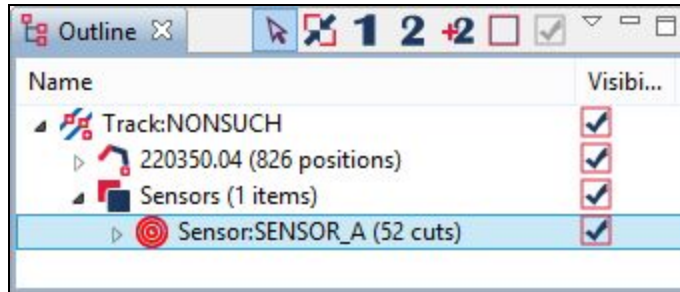 Outline 1 2 +2
Name Visibi...
Track:NONSUCH
220350.04 (826 positions)
Sensors (1 items)
Sensor:SENSOR_A (52 cuts)